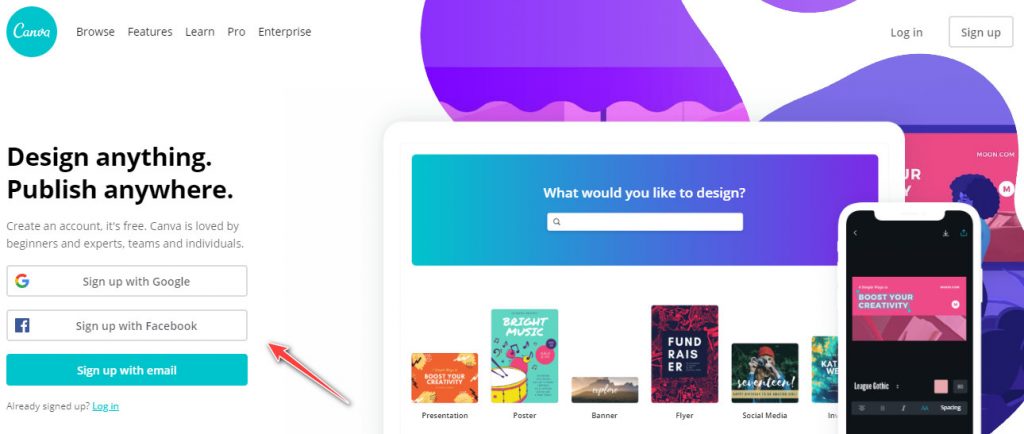 Canva
Browse Features Learn Pro Enterprise
Log in Sign up
Design anything.
Publish anywhere.
Create an account, it's free. Canva is loved by
beginners and experts, teams and individuals.
Sign up with Google
Sign up with Facebook
Sign up with email
Already signed up? Log in
What would you like to design?
BOOST YOUR
CREATIVITY
BRIGHT
MUSIC
explore
FUND
RAIS
ER
seventeen!
Presentation Poster Banner Flyer Social Media
MOON.COM
UR
M
MOON.COM
BOOST YOUR
CREATIVITY
M
League Gothic
AA Spacing